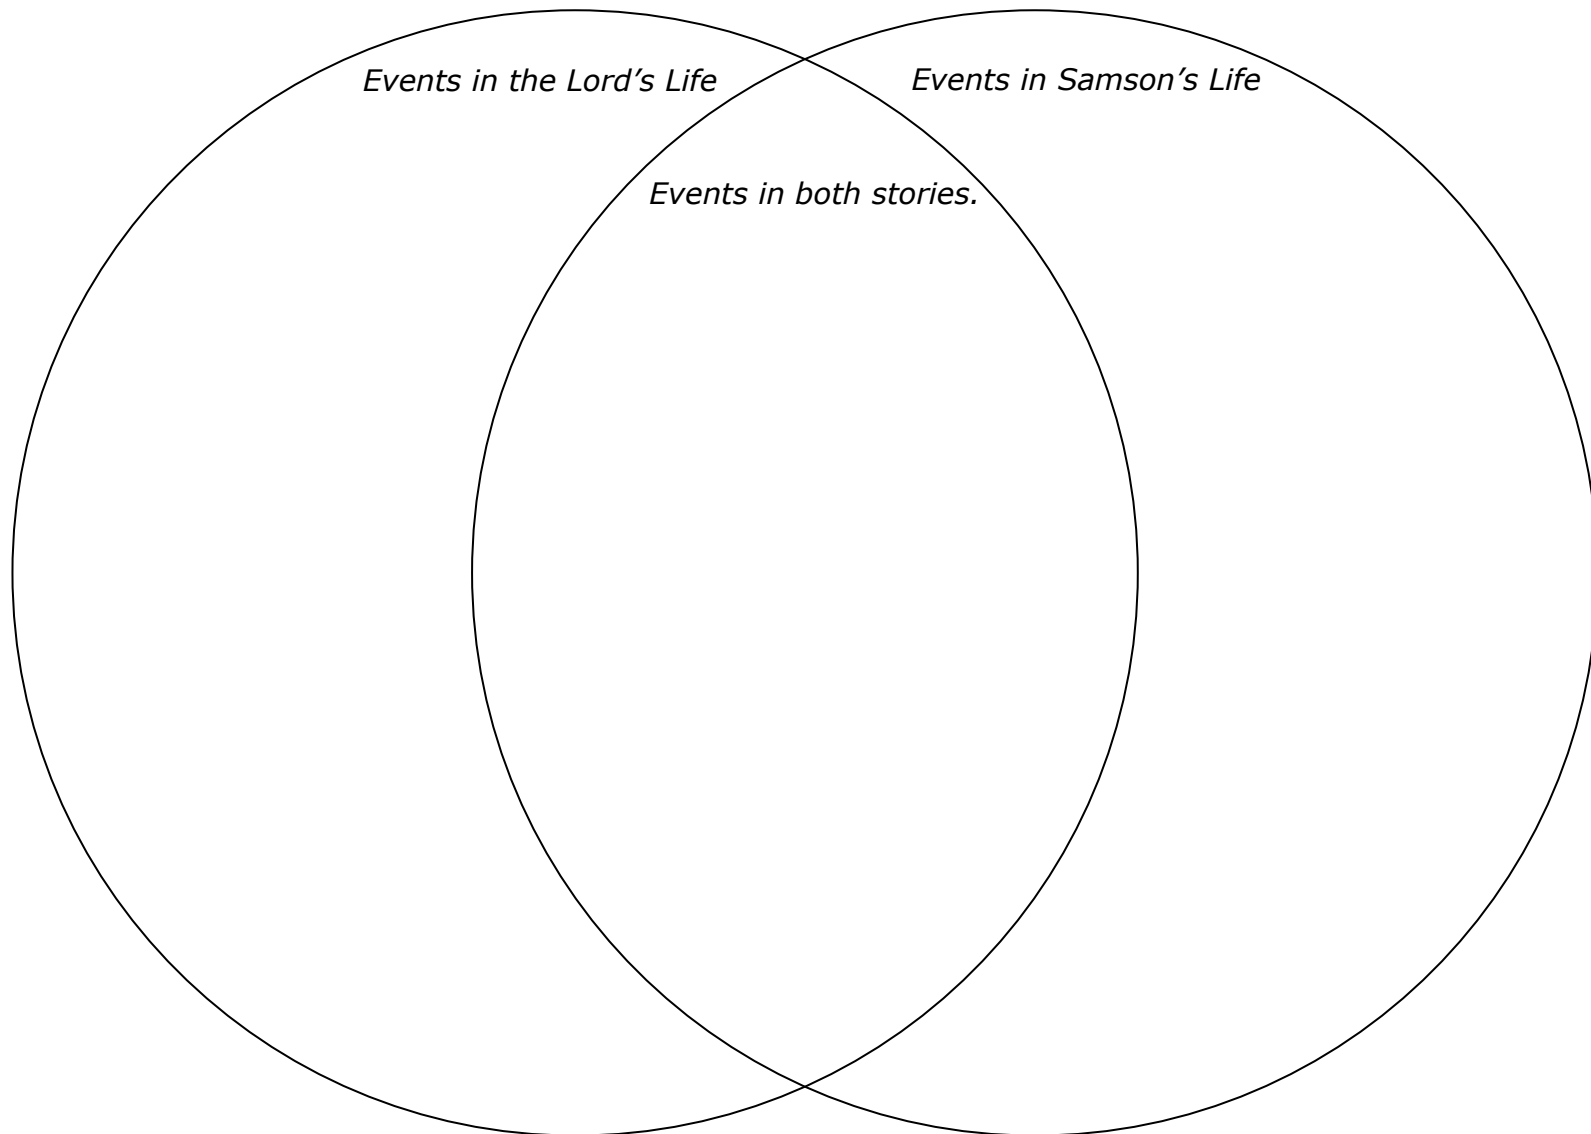 Events in the Lord’s Life
Events in Samson’s Life
Events in both stories.